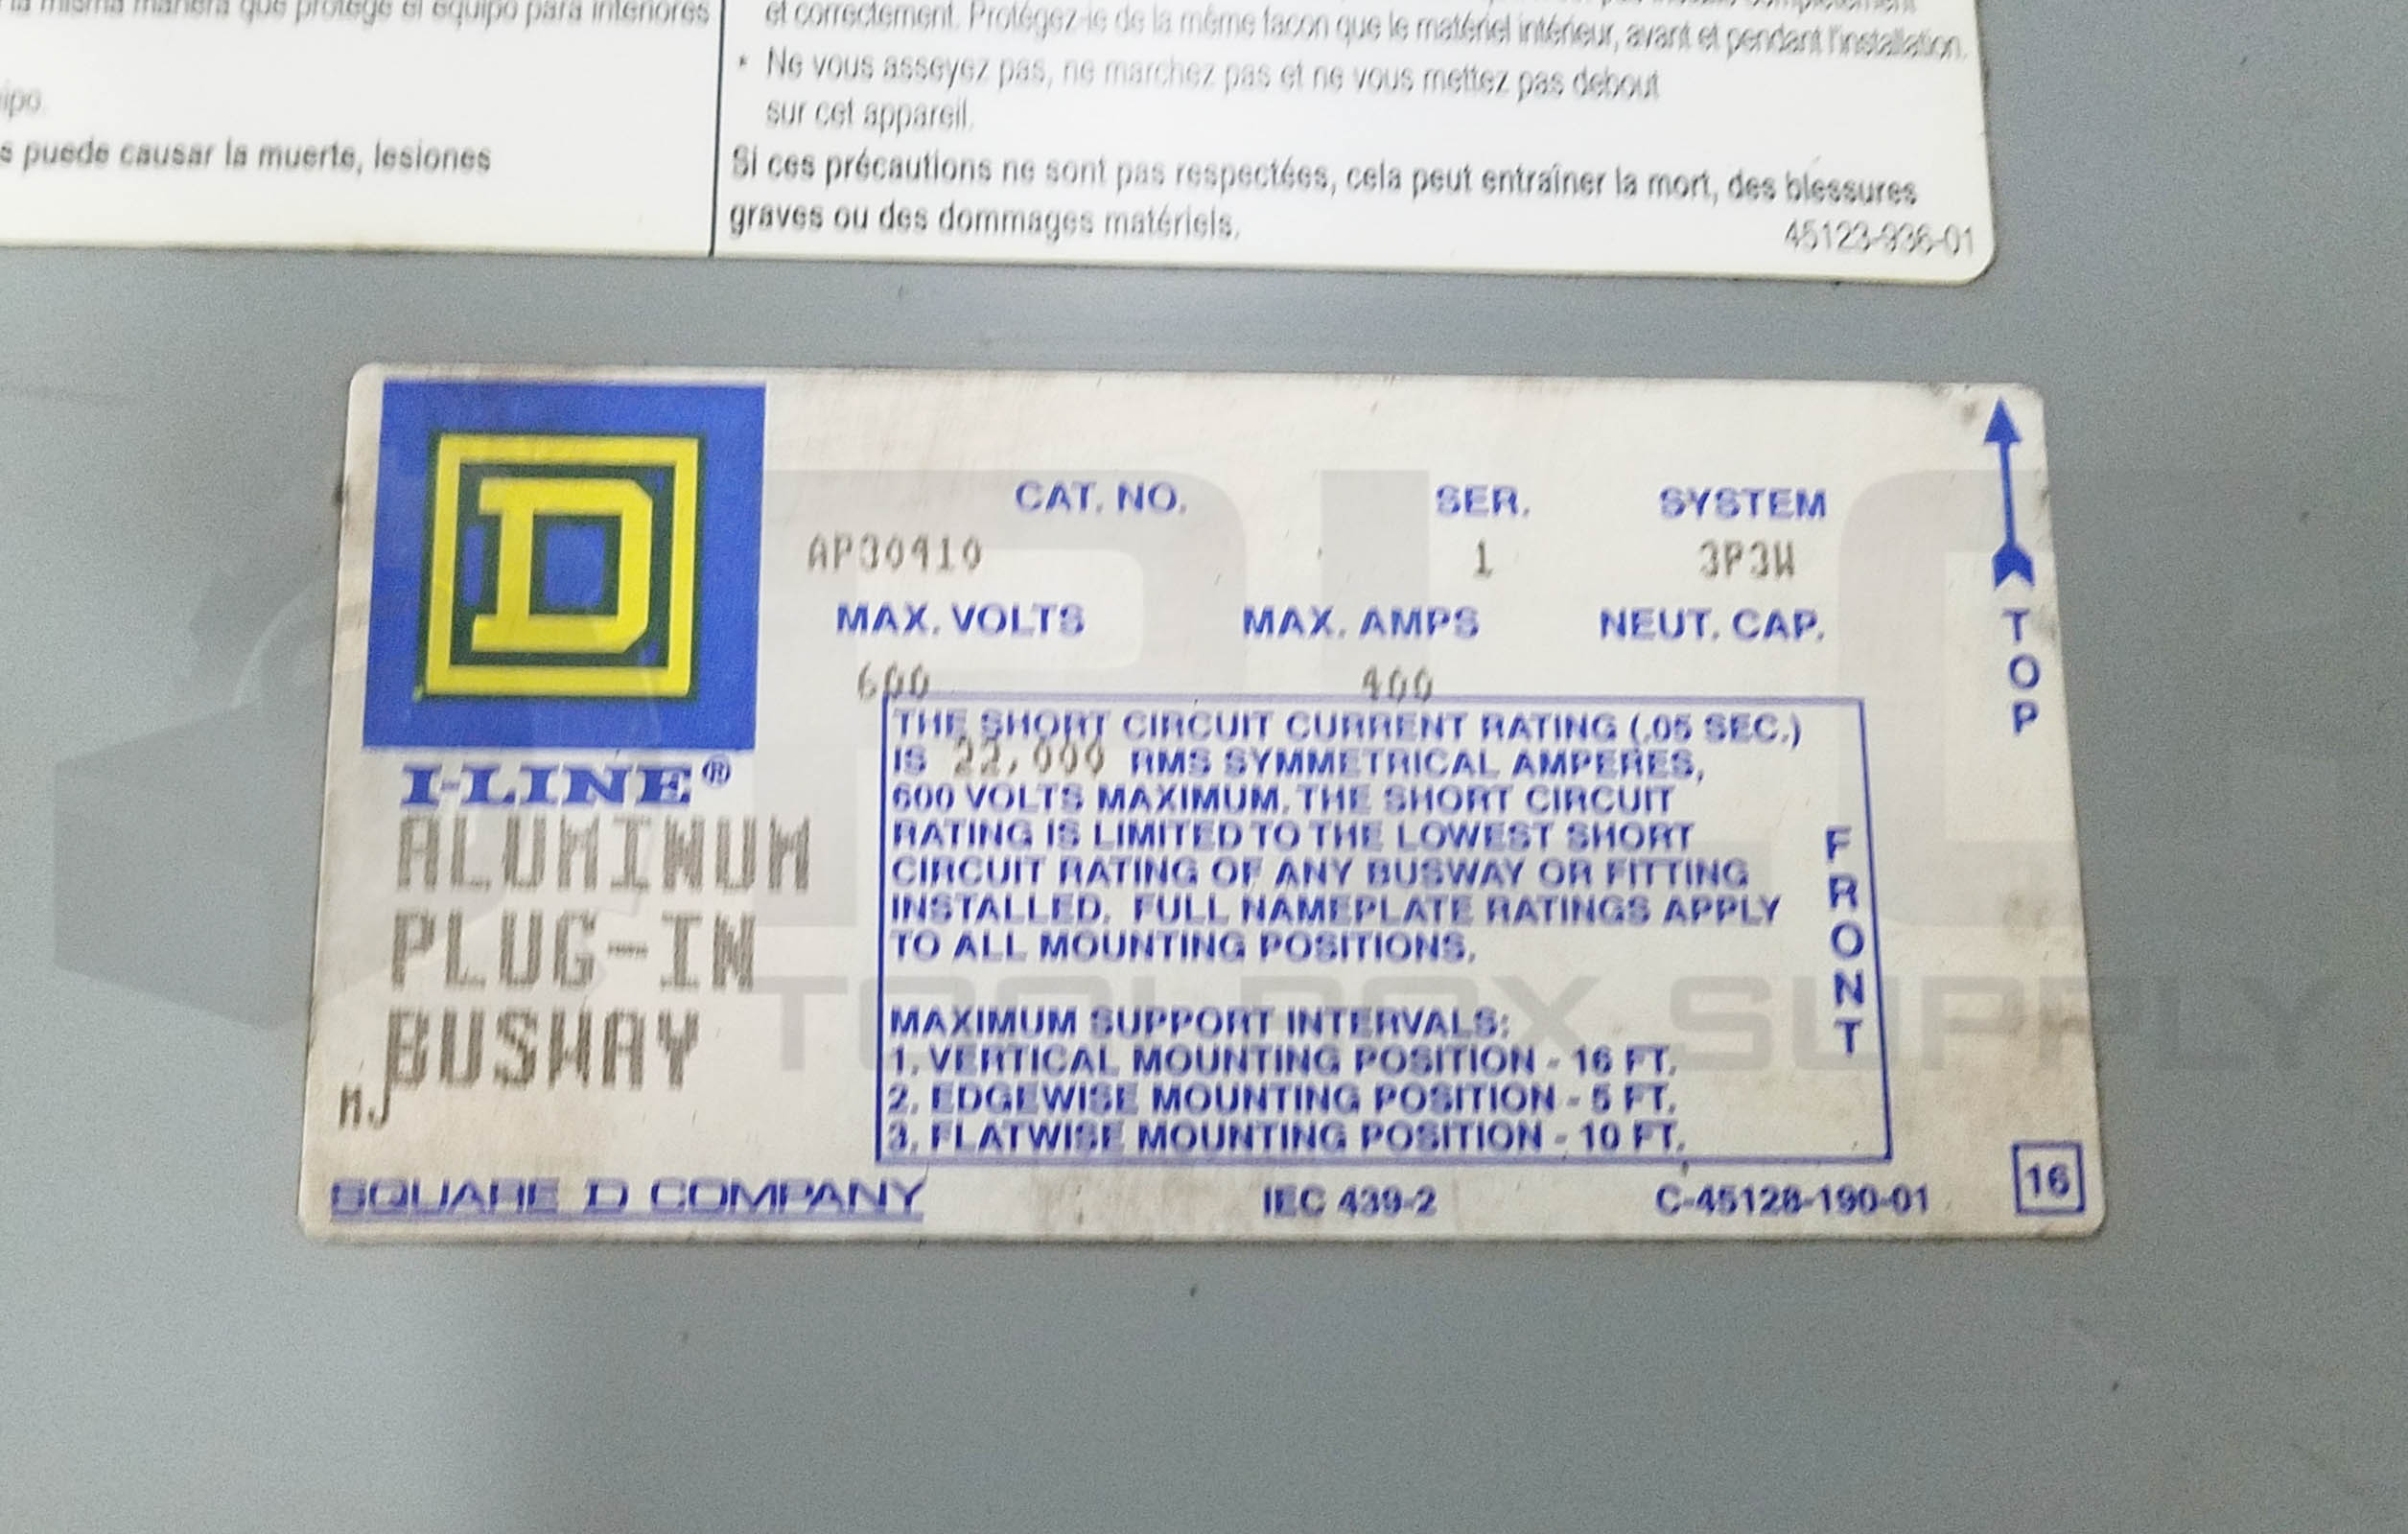 la misma manera que protege el equipo para interiores
ipo.
s puede causar la muerte, lesiones
et correctement. Protégez-le de la même facon que le matériel intérieur, avant et pendant l'installation.
* Ne vous asseyez pas, ne marchez pas et ne vous mettez pas debout
sur cet appareil.
Si ces précautions ne sont pas respectées, cela peut entraîner la mort, des blessures
graves ou des dommages matériels.
45123-936-01
D
I-LINE®
ALUMINUM
PLUG-IN
BUSWAY
MJ
SQUARE D COMPANY
CAT. NO. SER. SYSTEM
AP30410 1 3P3W
MAX. VOLTS MAX. AMPS NEUT. CAP.
600 400
THE SHORT CIRCUIT CURRENT RATING (.05 SEC.)
IS 22,000 RMS SYMMETRICAL AMPERES,
600 VOLTS MAXIMUM. THE SHORT CIRCUIT
RATING IS LIMITED TO THE LOWEST SHORT
CIRCUIT RATING OF ANY BUSWAY OR FITTING
INSTALLED. FULL NAMEPLATE RATINGS APPLY
TO ALL MOUNTING POSITIONS.
MAXIMUM SUPPORT INTERVALS:
1. VERTICAL MOUNTING POSITION - 16 FT.
2. EDGEWISE MOUNTING POSITION - 5 FT.
3. FLATWISE MOUNTING POSITION - 10 FT.
FRONT
TOP
IEC 439-2 C-45128-190-01
16
PLC
TOOLBOX SUPPLY